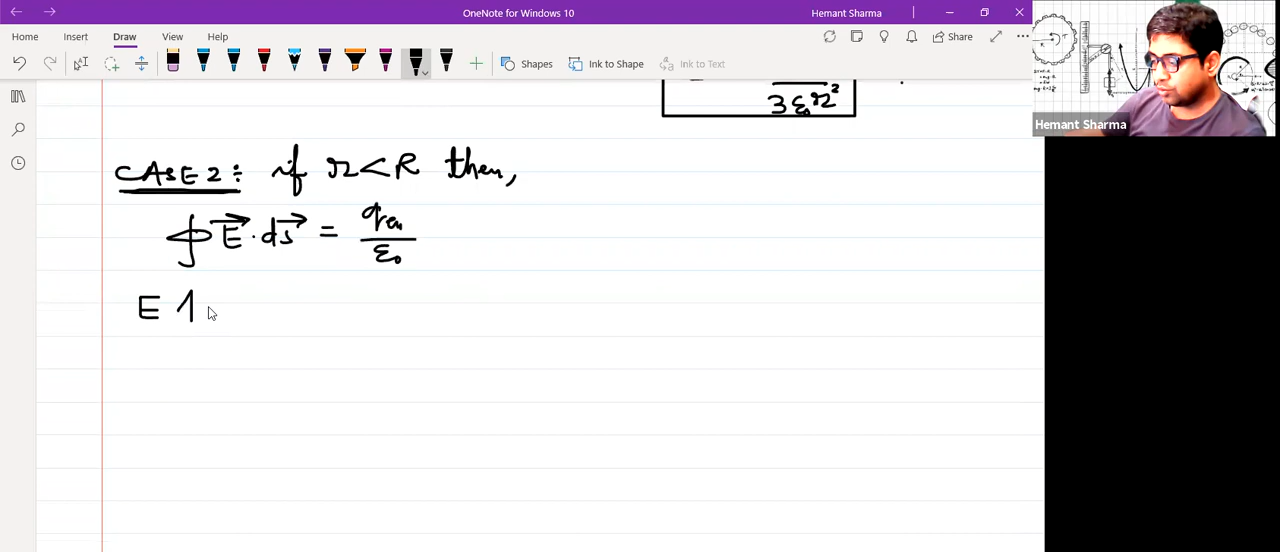 OneNote for Windows 10
Hemant Sharma
Home Insert Draw View Help
Share
Shapes Ink to Shape Ink to Text
3ε₀r²
Hemant Sharma
CASE 2 : if r < R then,
∮ E⃗ · ds⃗ = qen / ε₀
E